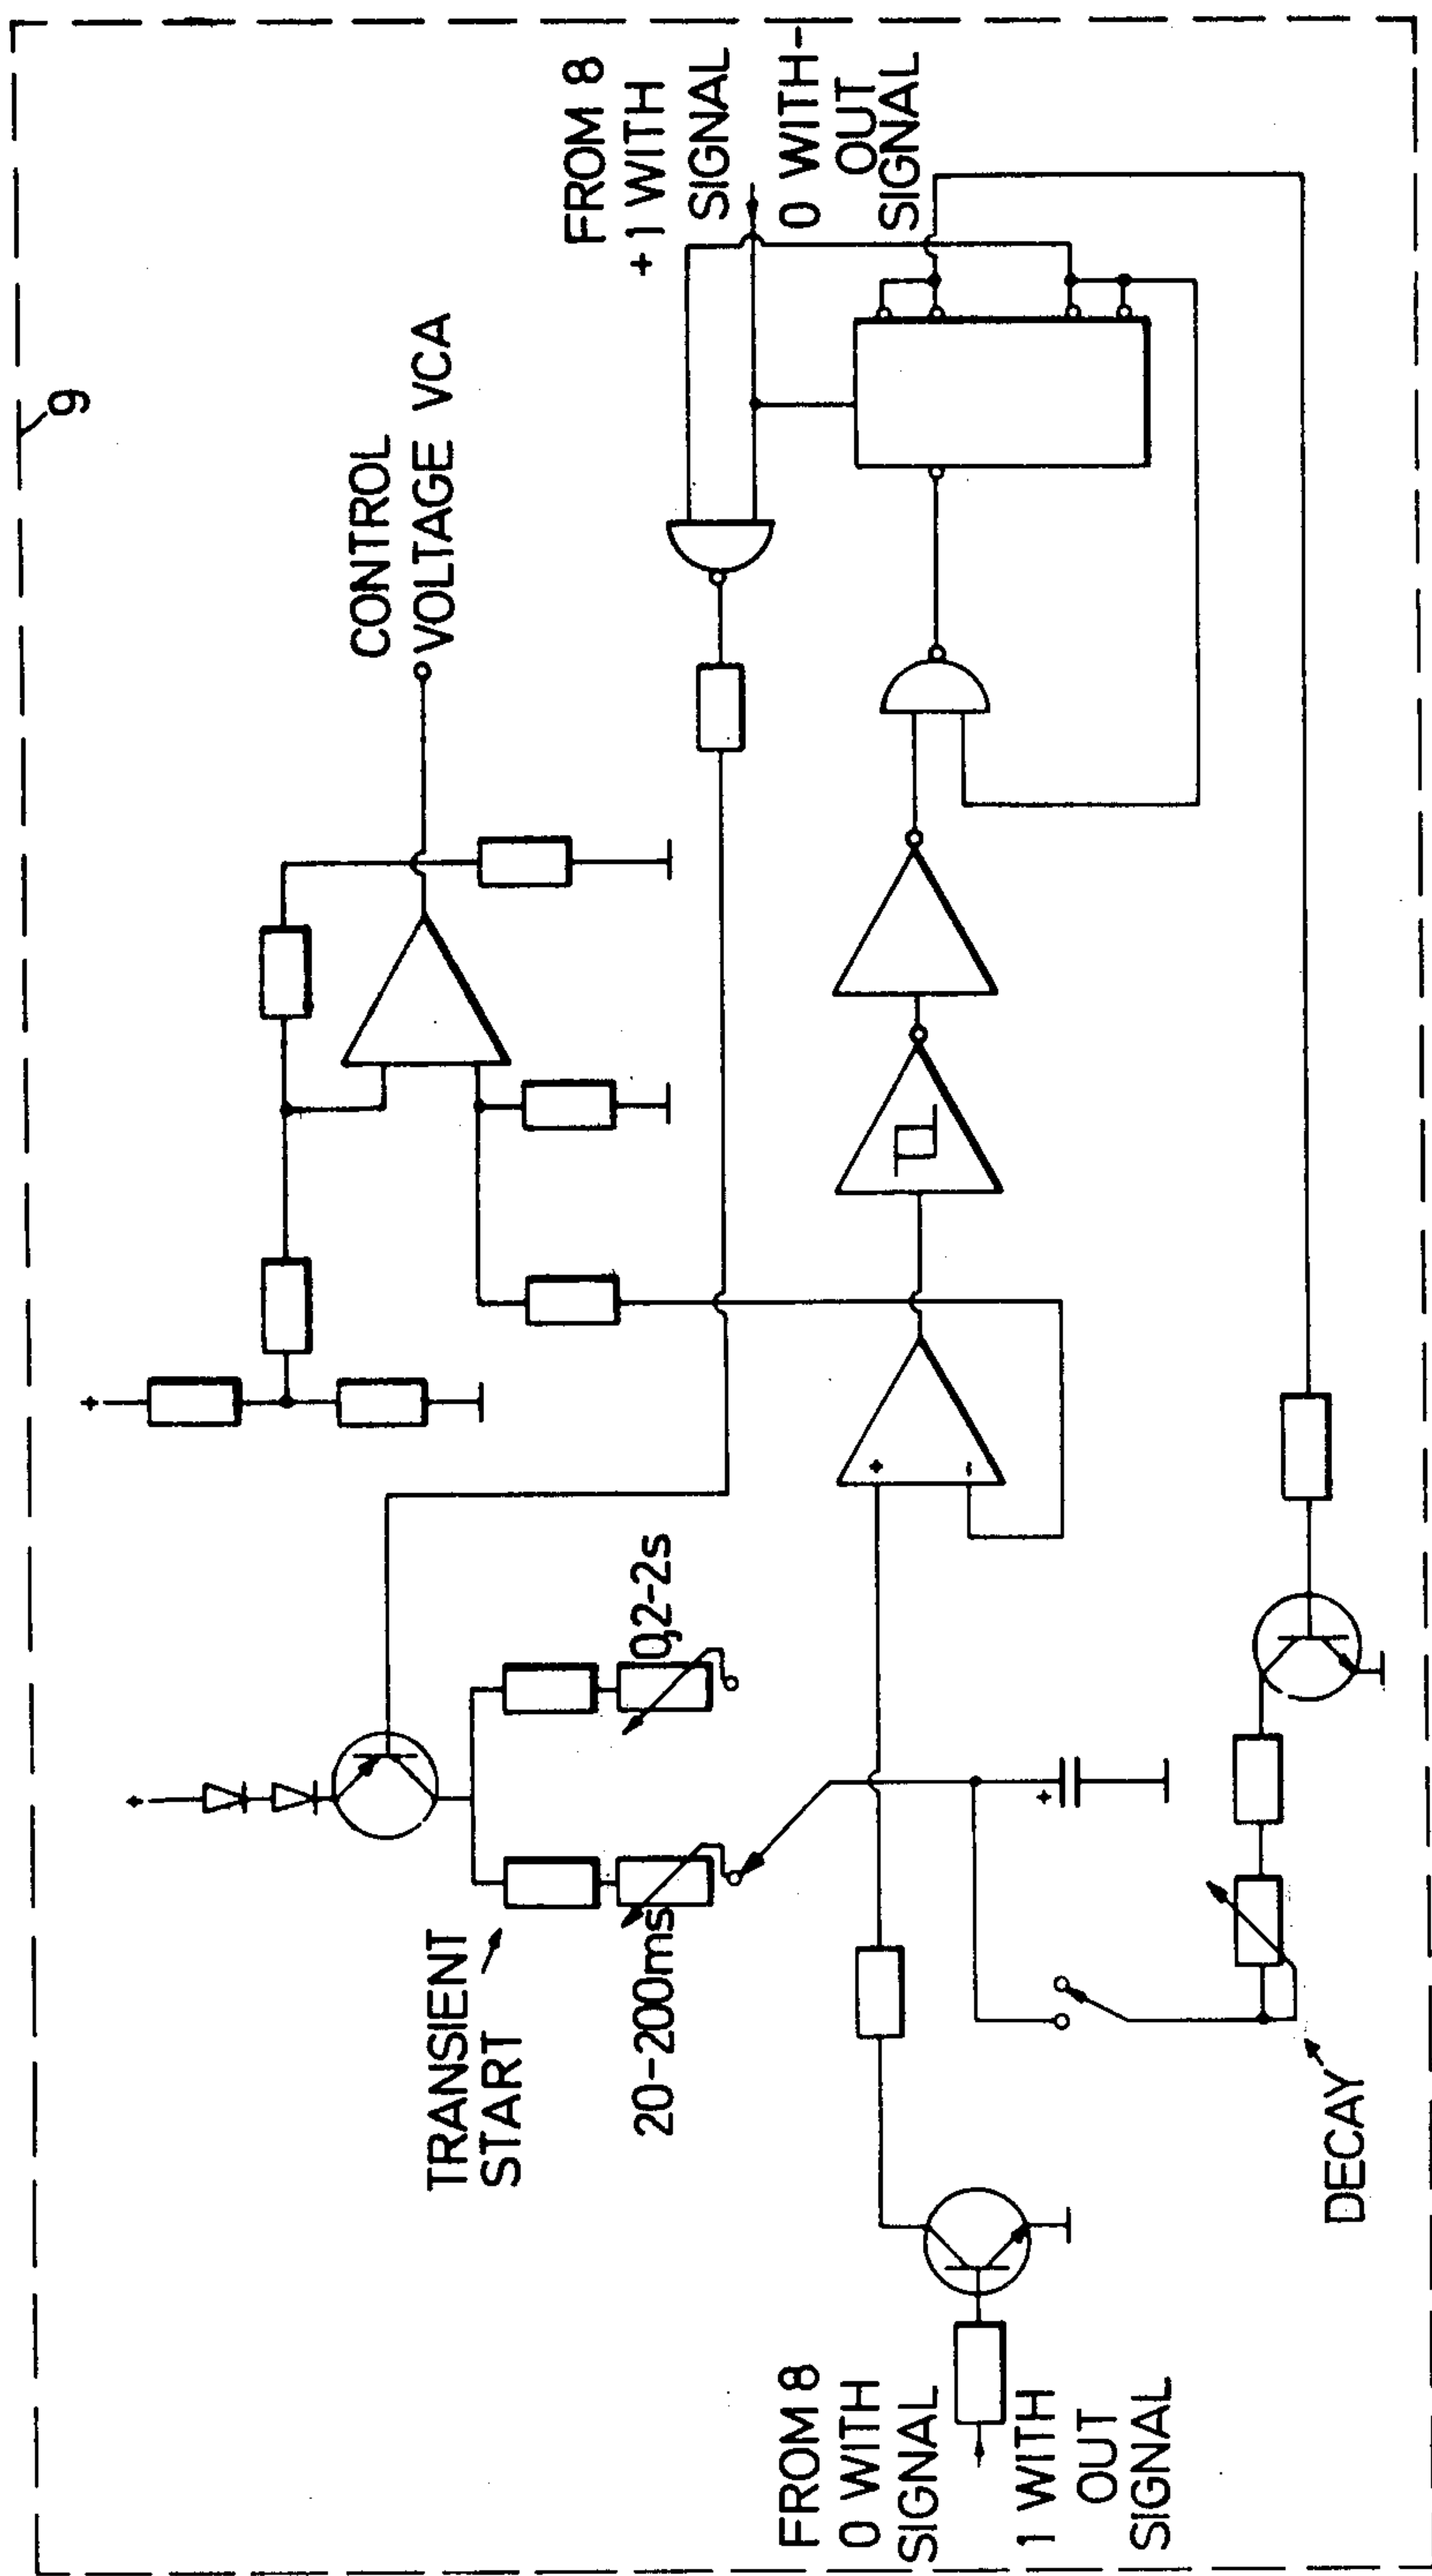 9
FROM 8
+1 WITH
SIGNAL
0 WITH-
OUT
SIGNAL
CONTROL
VOLTAGE VCA
+
+
TRANSIENT
START
20-200ms
0,2-2s
+
-
+
DECAY
FROM 8
0 WITH
SIGNAL
1 WITH
OUT
SIGNAL